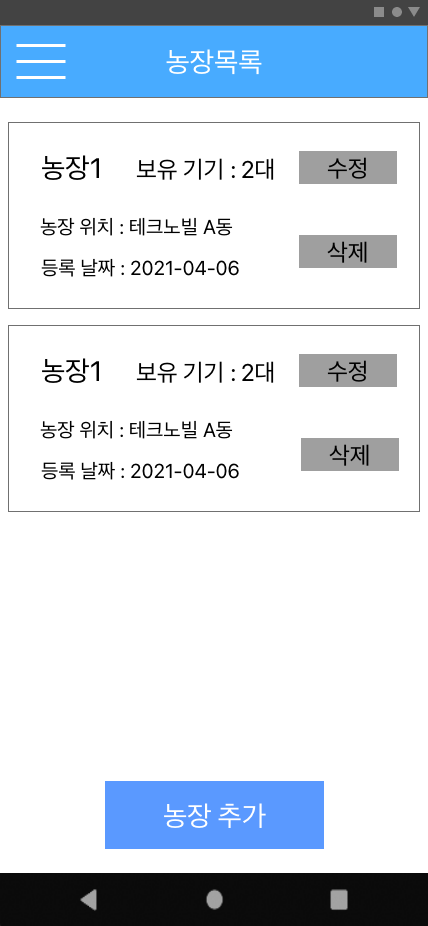 농장목록
농장1 보유 기기 : 2대 수정
농장 위치 : 테크노빌 A동
삭제
등록 날짜 : 2021-04-06
농장1 보유 기기 : 2대 수정
농장 위치 : 테크노빌 A동
삭제
등록 날짜 : 2021-04-06
농장 추가